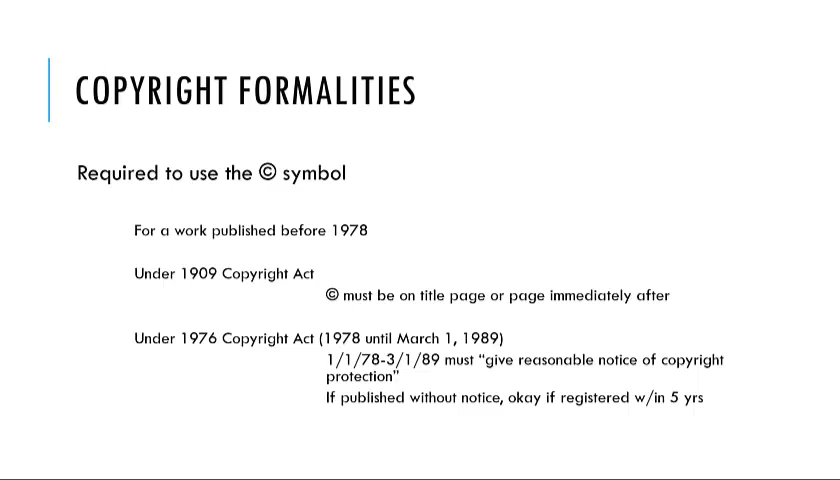 COPYRIGHT FORMALITIES
Required to use the © symbol
For a work published before 1978
Under 1909 Copyright Act
© must be on title page or page immediately after
Under 1976 Copyright Act (1978 until March 1, 1989)
1/1/78-3/1/89 must “give reasonable notice of copyright
protection”
If published without notice, okay if registered w/in 5 yrs